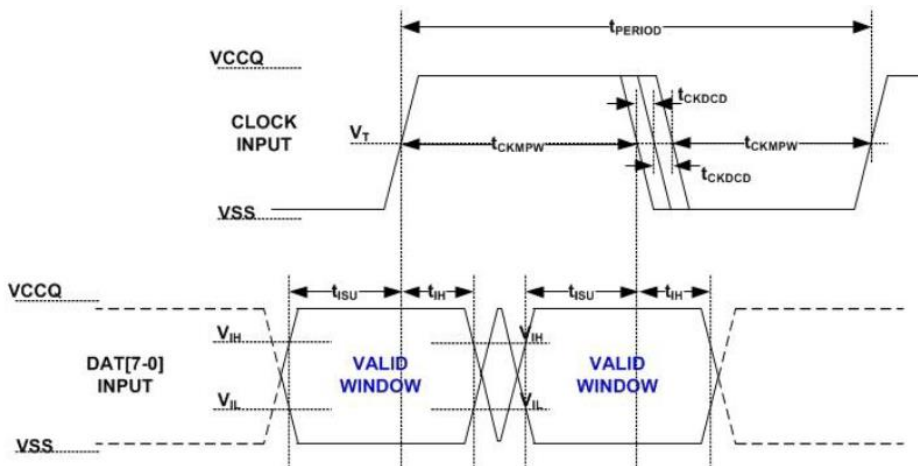 tPERIOD
VCCQ
tCKDCD
CLOCK
INPUT
VT
tCKMPW
tCKMPW
tCKDCD
VSS
VCCQ
tISU
tIH
tISU
tIH
VIH
VIH
DAT[7-0]
INPUT
VALID
WINDOW
VALID
WINDOW
VIL
VIL
VSS